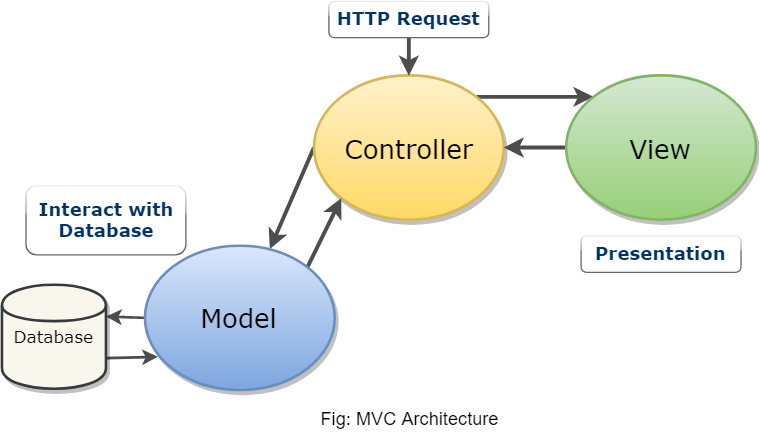 HTTP Request
Controller
View
Interact with
Database
Presentation
Model
Database
Fig: MVC Architecture